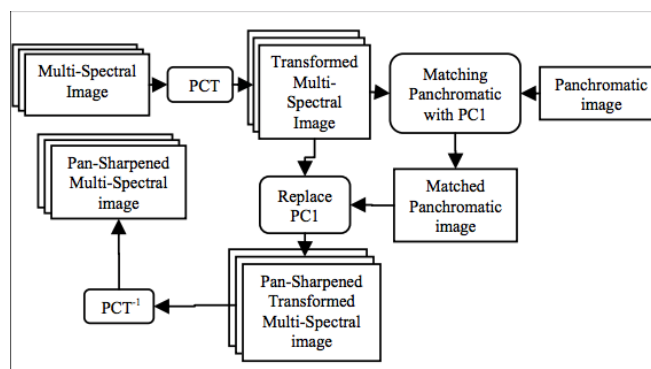 Multi-Spectral
Image
PCT
Transformed
Multi-
Spectral
Image
Matching
Panchromatic
with PC1
Panchromatic
image
Pan-Sharpened
Multi-Spectral
image
Replace
PC1
Matched
Panchromatic
image
PCT-1
Pan-Sharpened
Transformed
Multi-Spectral
image